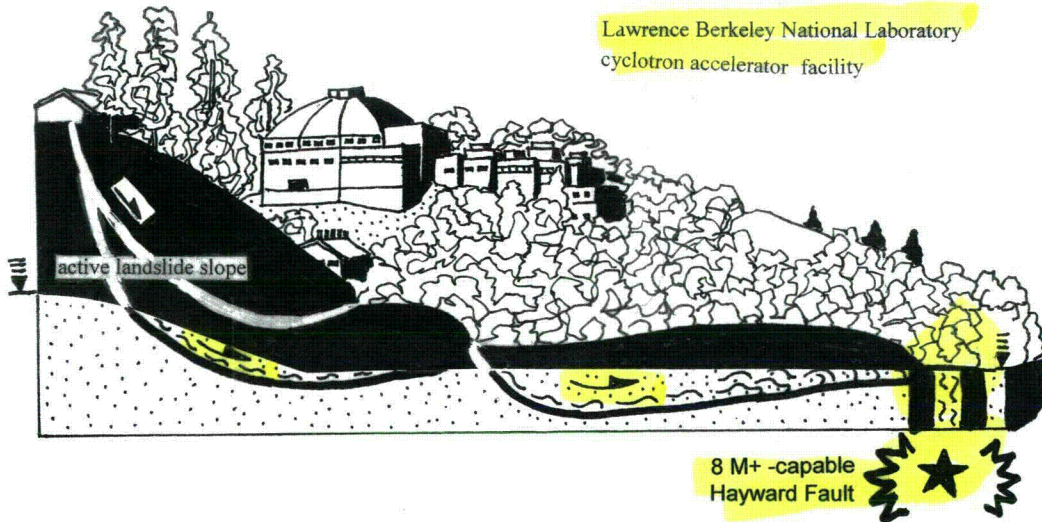 Lawrence Berkeley National Laboratory
cyclotron accelerator facility
active landslide slope
8 M+ -capable
Hayward Fault